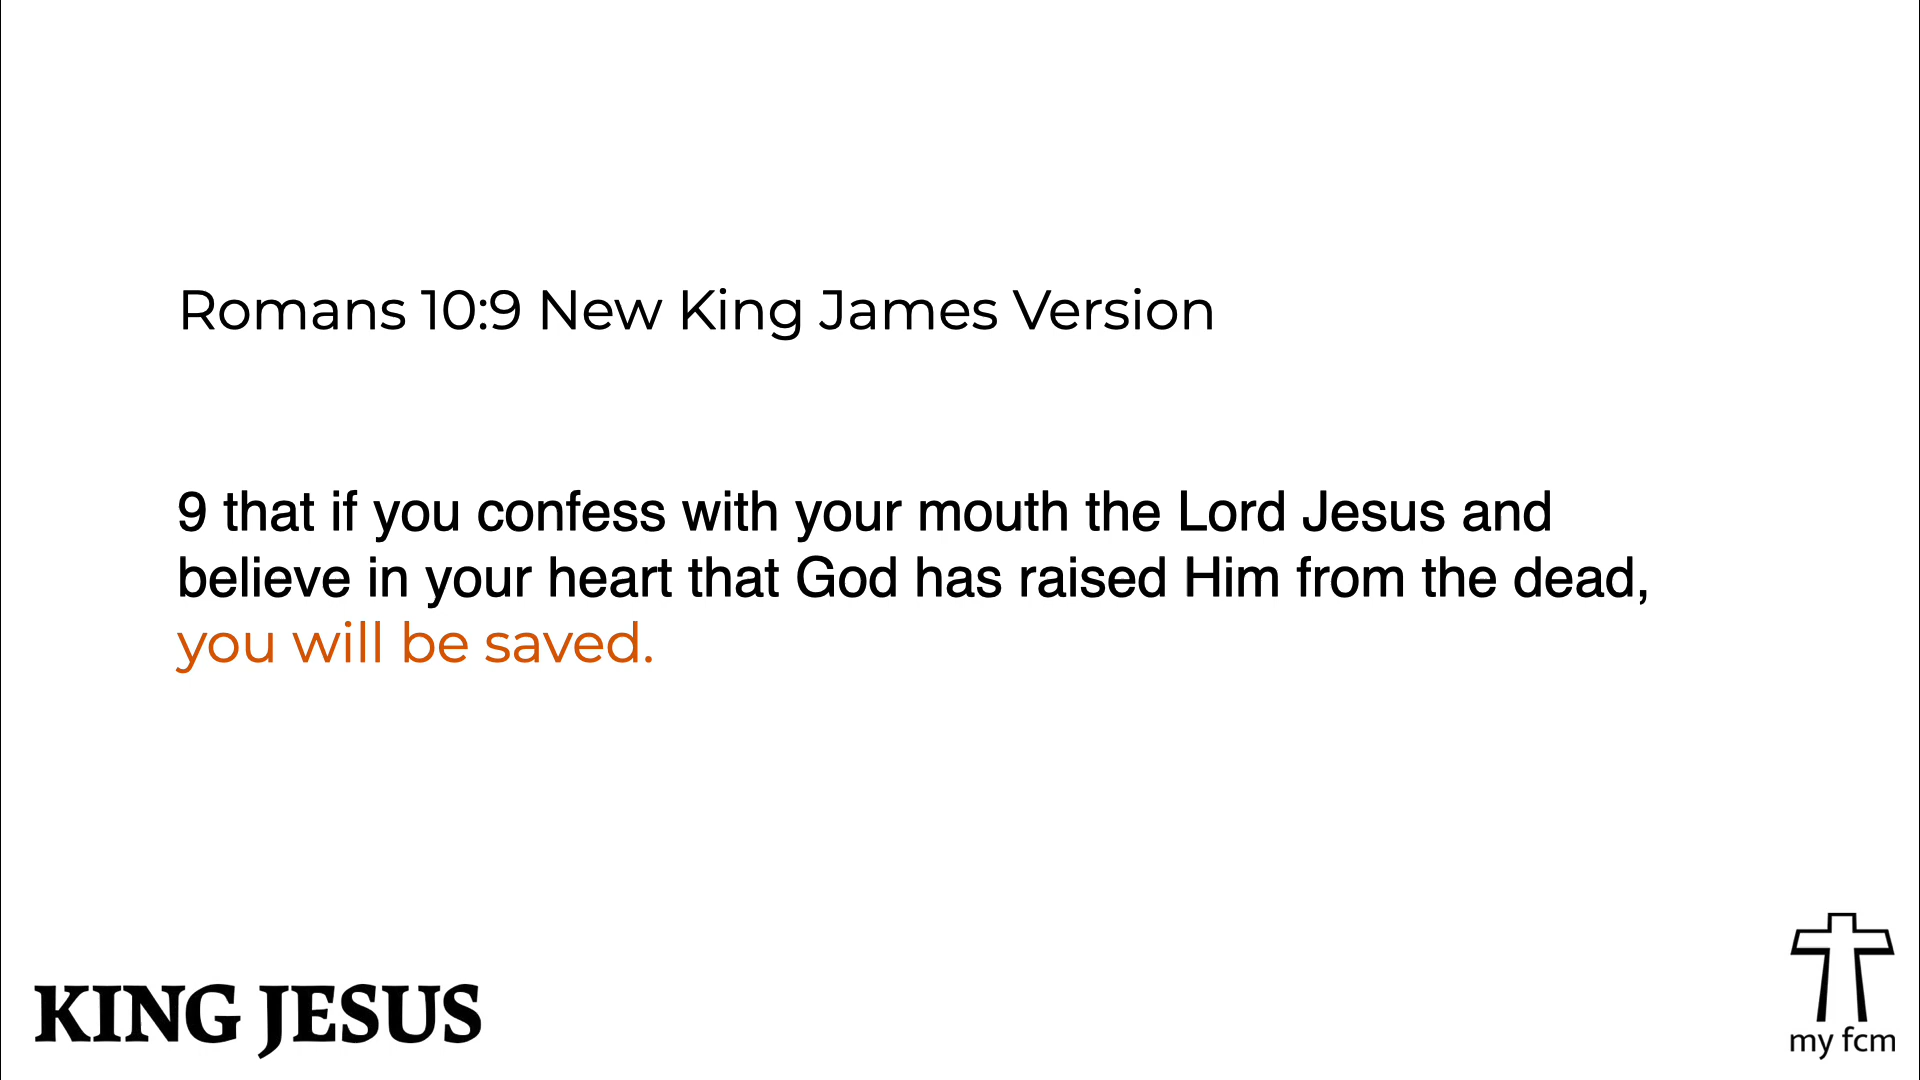 Romans 10:9 New King James Version
9 that if you confess with your mouth the Lord Jesus and
believe in your heart that God has raised Him from the dead,
you will be saved.
KING JESUS
my fcm